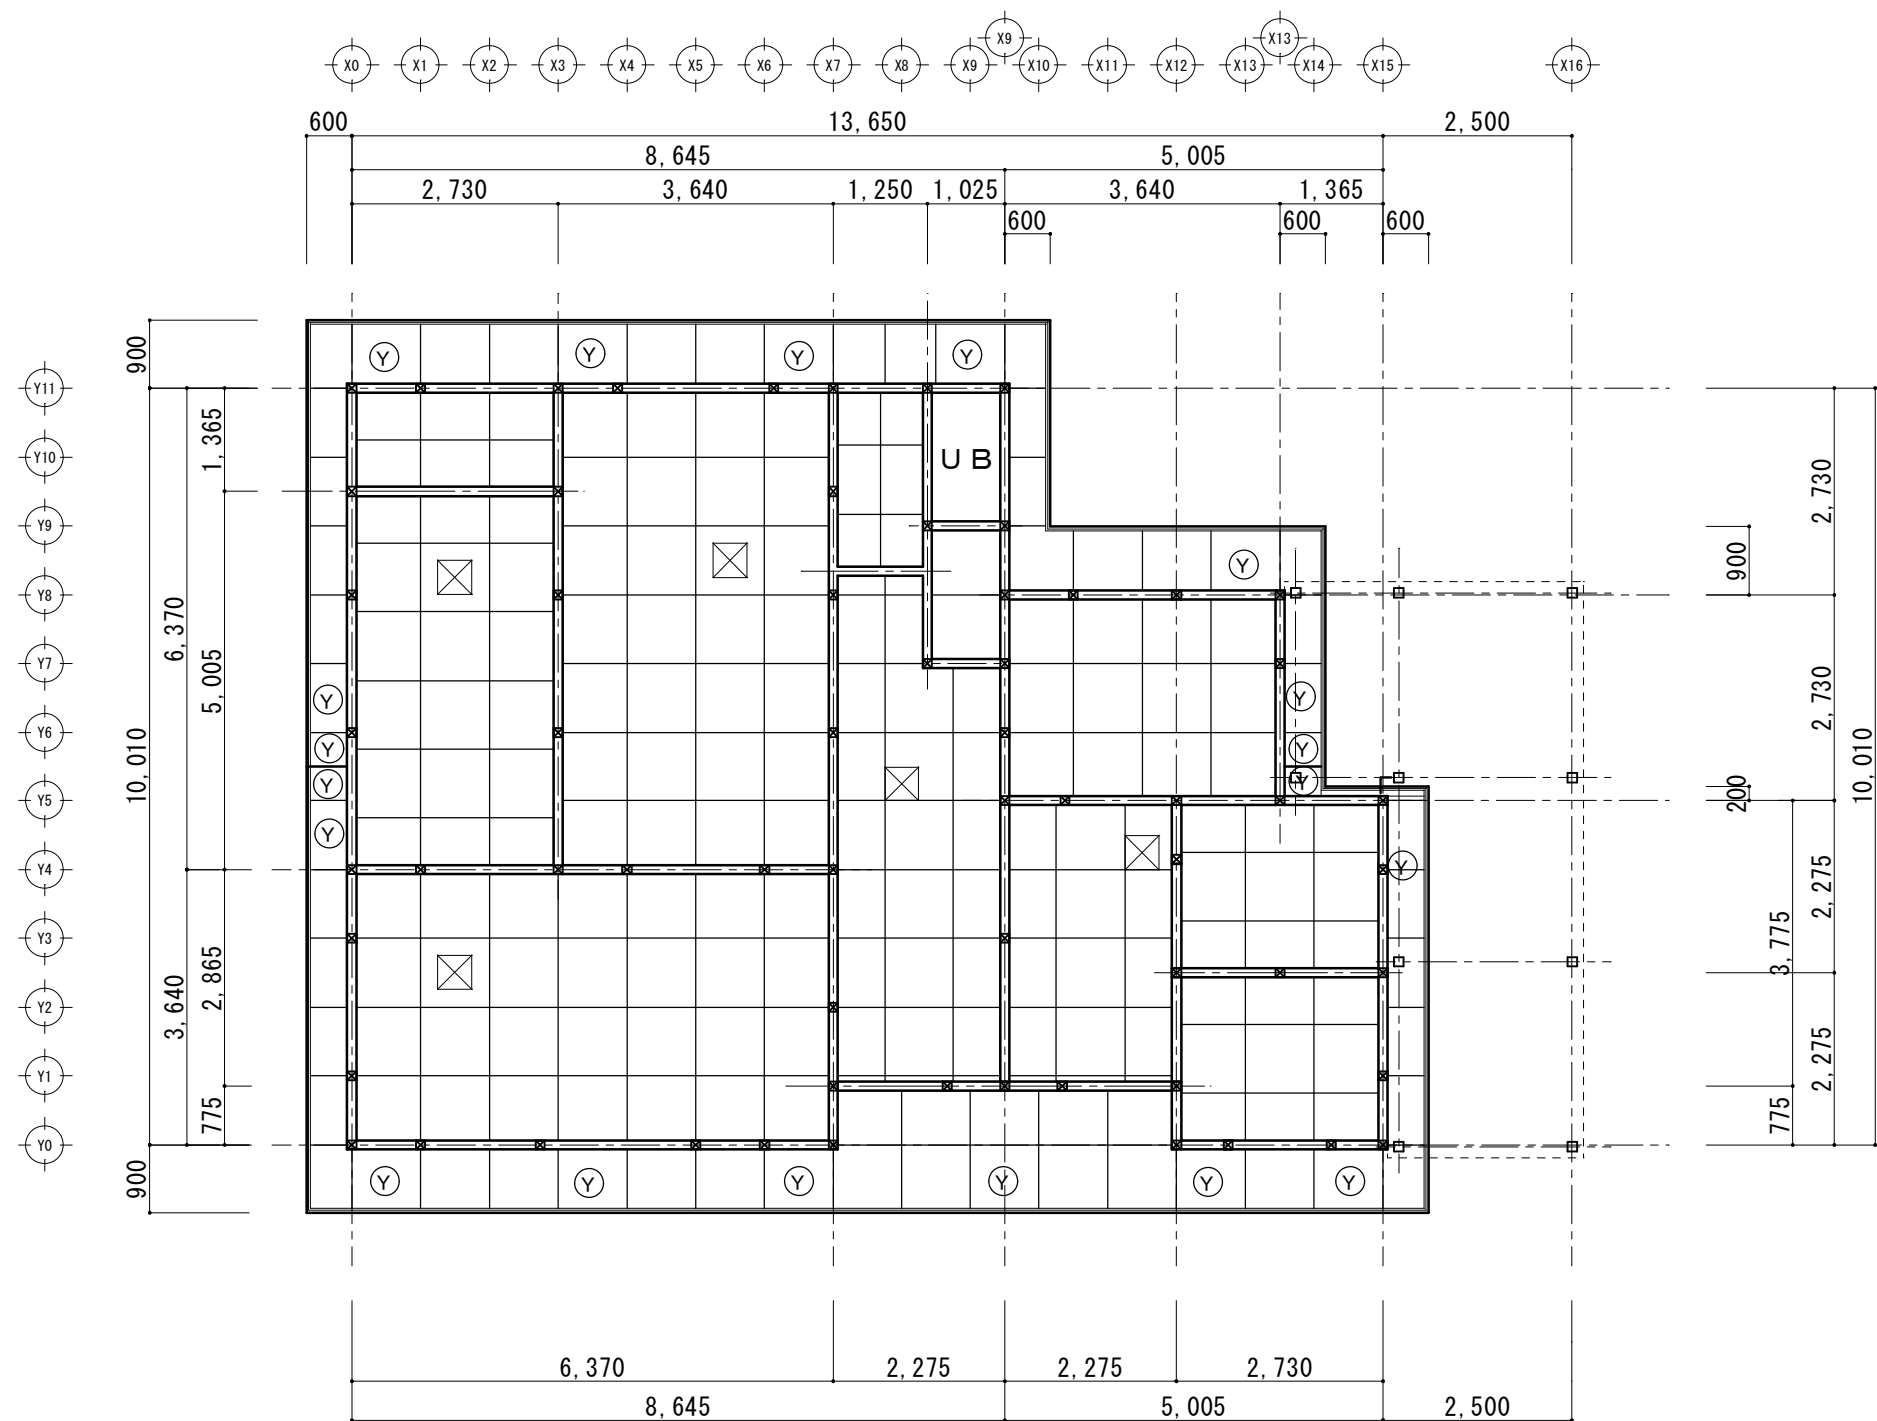 X9 X13
X0 X1 X2 X3 X4 X5 X6 X7 X8 X9 X10 X11 X12 X13 X14 X15 X16
600 13,650 2,500
8,645 5,005
2,730 3,640 1,250 1,025 3,640 1,365
600 600 600
900
Y Y Y Y
Y11
1,365
Y10
UB
2,730
Y9
900
Y
Y8
6,370
Y7
5,005
2,730
Y Y
Y6
Y Y
10,010
10,010
Y Y
Y5
200
Y
Y
Y4
2,275
Y3
3,775
2,865
Y2
3,640
Y1
2,275
775
775
Y0
900
Y Y Y Y Y Y
6,370 2,275 2,275 2,730
8,645 5,005 2,500